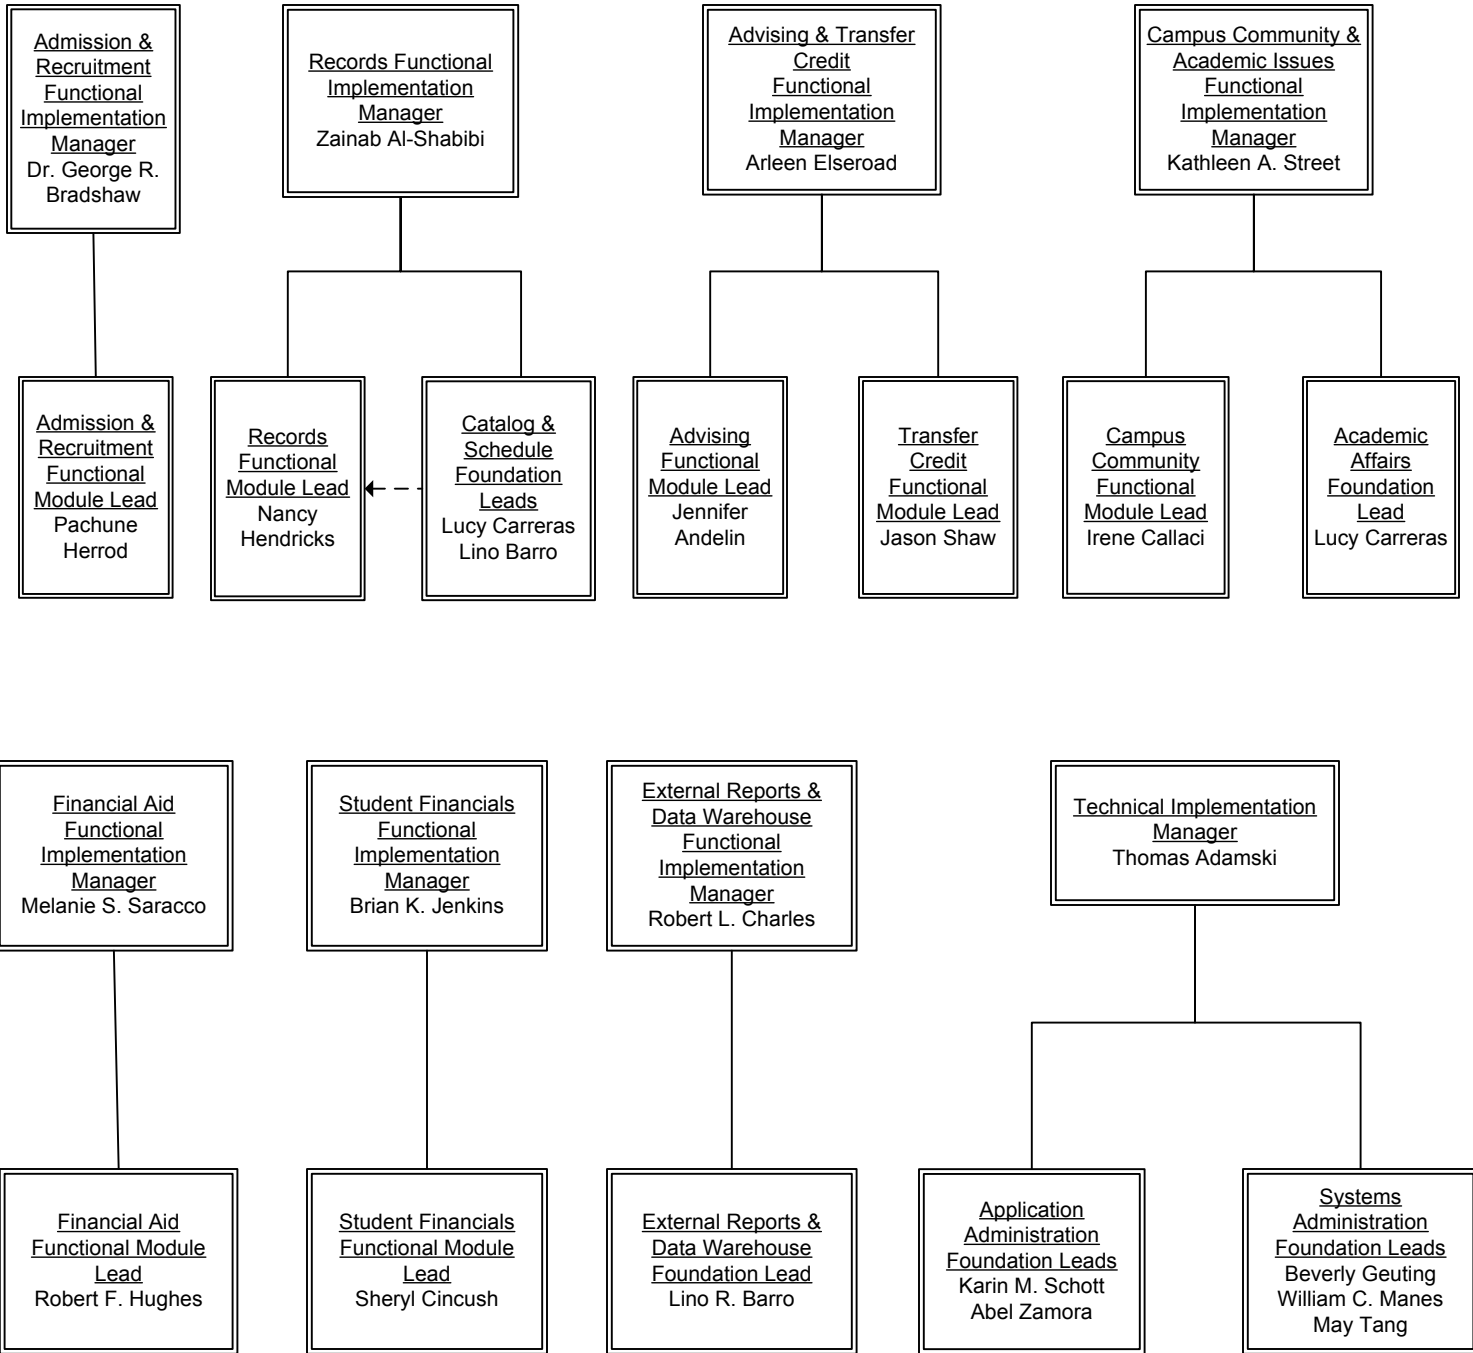 Admission &
Recruitment
Functional
Implementation
Manager
Dr. George R.
Bradshaw
Records Functional
Implementation
Manager
Zainab Al-Shabibi
Advising & Transfer
Credit
Functional
Implementation
Manager
Arleen Elseroad
Campus Community &
Academic Issues
Functional
Implementation
Manager
Kathleen A. Street
Admission &
Recruitment
Functional
Module Lead
Pachune
Herrod
Records
Functional
Module Lead
Nancy
Hendricks
Catalog &
Schedule
Foundation
Leads
Lucy Carreras
Lino Barro
Advising
Functional
Module Lead
Jennifer
Andelin
Transfer
Credit
Functional
Module Lead
Jason Shaw
Campus
Community
Functional
Module Lead
Irene Callaci
Academic
Affairs
Foundation
Lead
Lucy Carreras
Financial Aid
Functional
Implementation
Manager
Melanie S. Saracco
Student Financials
Functional
Implementation
Manager
Brian K. Jenkins
External Reports &
Data Warehouse
Functional
Implementation
Manager
Robert L. Charles
Technical Implementation
Manager
Thomas Adamski
Financial Aid
Functional Module
Lead
Robert F. Hughes
Student Financials
Functional Module
Lead
Sheryl Cincush
External Reports &
Data Warehouse
Foundation Lead
Lino R. Barro
Application
Administration
Foundation Leads
Karin M. Schott
Abel Zamora
Systems
Administration
Foundation Leads
Beverly Geuting
William C. Manes
May Tang